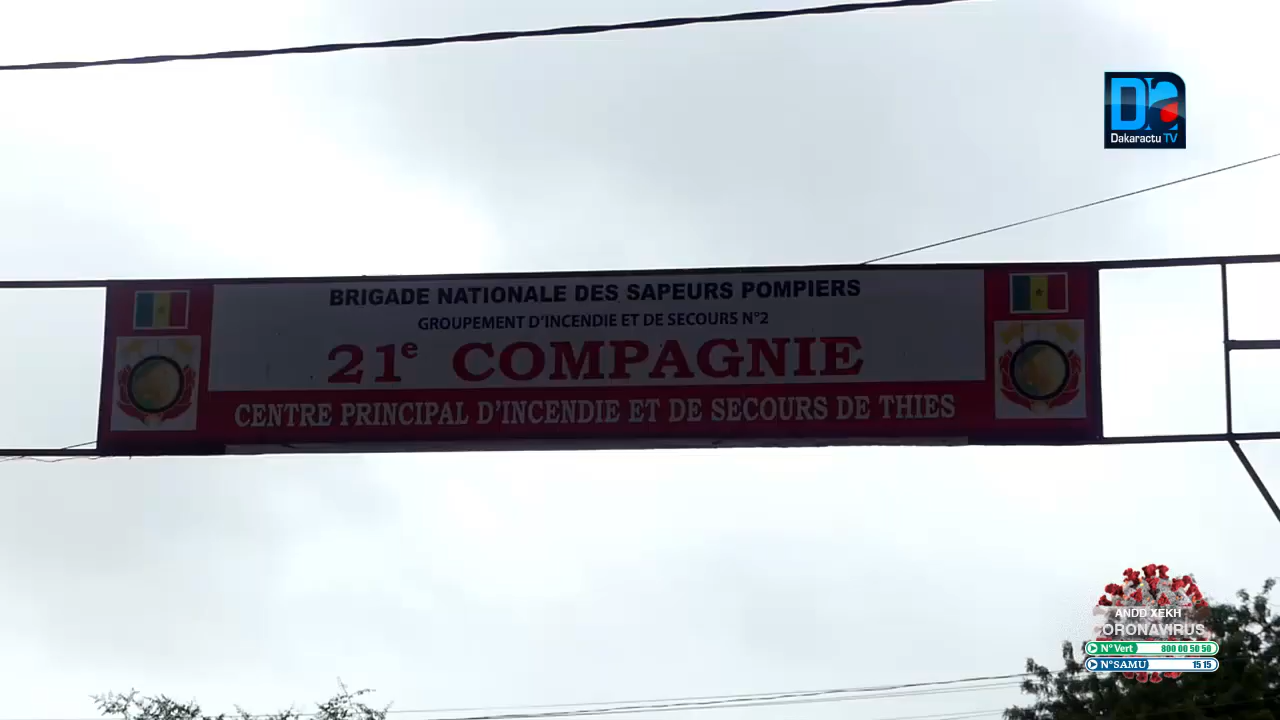 Dakaractu TV
BRIGADE NATIONALE DES SAPEURS POMPIERS
GROUPEMENT D'INCENDIE ET DE SECOURS N°2
21e COMPAGNIE
CENTRE PRINCIPAL D'INCENDIE ET DE SECOURS DE THIES
ANDD XEKH
CORONAVIRUS
N° Vert 800 00 50 50
N° SAMU 15 15